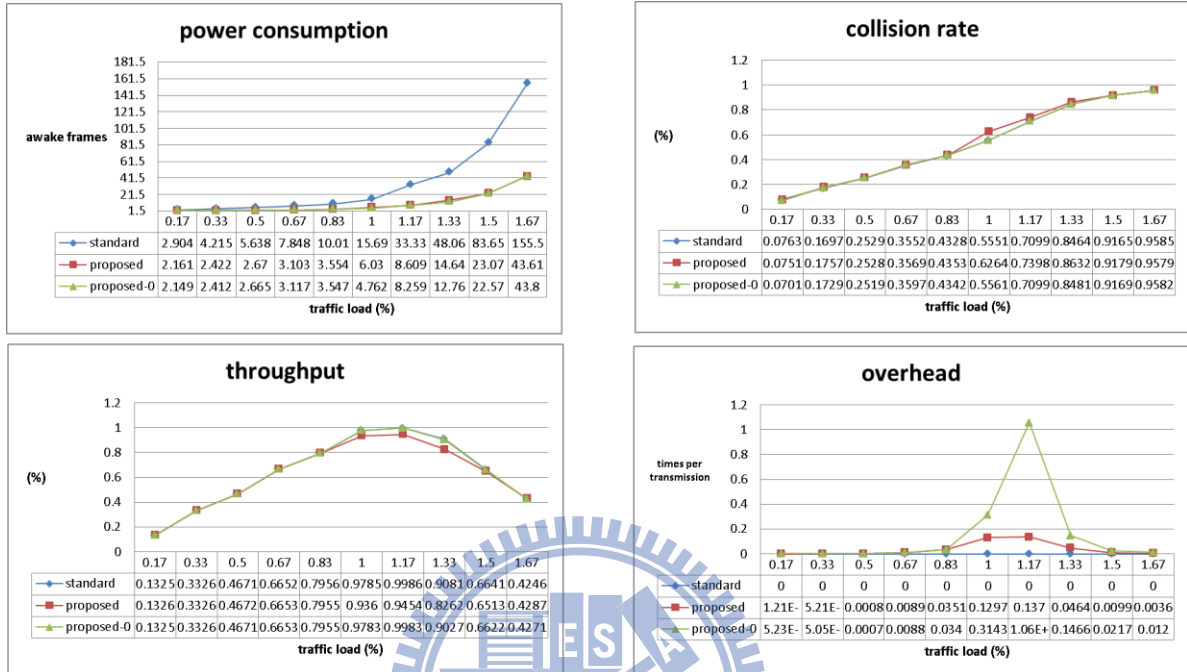 power consumption
181.5
161.5
141.5
121.5
101.5
81.5
61.5
41.5
21.5
1.5
awake frames
0.17 0.33 0.5 0.67 0.83 1 1.17 1.33 1.5 1.67
standard 2.904 4.215 5.638 7.848 10.01 15.69 33.33 48.06 83.65 155.5
proposed 2.161 2.422 2.67 3.103 3.554 6.03 8.609 14.64 23.07 43.61
proposed-0 2.149 2.412 2.665 3.117 3.547 4.762 8.259 12.76 22.57 43.8
traffic load (%)
collision rate
1.2
1
0.8
0.6
0.4
0.2
0
(%)
0.17 0.33 0.5 0.67 0.83 1 1.17 1.33 1.5 1.67
standard 0.0763 0.1697 0.2529 0.3552 0.4328 0.5551 0.7099 0.8464 0.9165 0.9585
proposed 0.0751 0.1757 0.2528 0.3569 0.4353 0.6264 0.7398 0.8632 0.9179 0.9579
proposed-0 0.0701 0.1729 0.2519 0.3597 0.4342 0.5561 0.7099 0.8481 0.9169 0.9582
traffic load (%)
throughput
1.2
1
0.8
0.6
0.4
0.2
0
(%)
0.17 0.33 0.5 0.67 0.83 1 1.17 1.33 1.5 1.67
standard 0.1325 0.3326 0.4671 0.6652 0.7956 0.9785 0.9986 0.9081 0.6641 0.4246
proposed 0.1326 0.3326 0.4672 0.6653 0.7955 0.936 0.9454 0.8262 0.6513 0.4287
proposed-0 0.1325 0.3326 0.4671 0.6653 0.7955 0.9783 0.9983 0.9027 0.6622 0.4271
traffic load (%)
overhead
1.2
1
0.8
0.6
0.4
0.2
0
times per
transmission
0.17 0.33 0.5 0.67 0.83 1 1.17 1.33 1.5 1.67
standard 0 0 0 0 0 0 0 0 0 0
proposed 1.21E- 5.21E- 0.0008 0.0089 0.0351 0.1297 0.137 0.0464 0.0099 0.0036
proposed-0 5.23E- 5.05E- 0.0007 0.0088 0.034 0.3143 1.06E+ 0.1466 0.0217 0.012
traffic load (%)
ESA